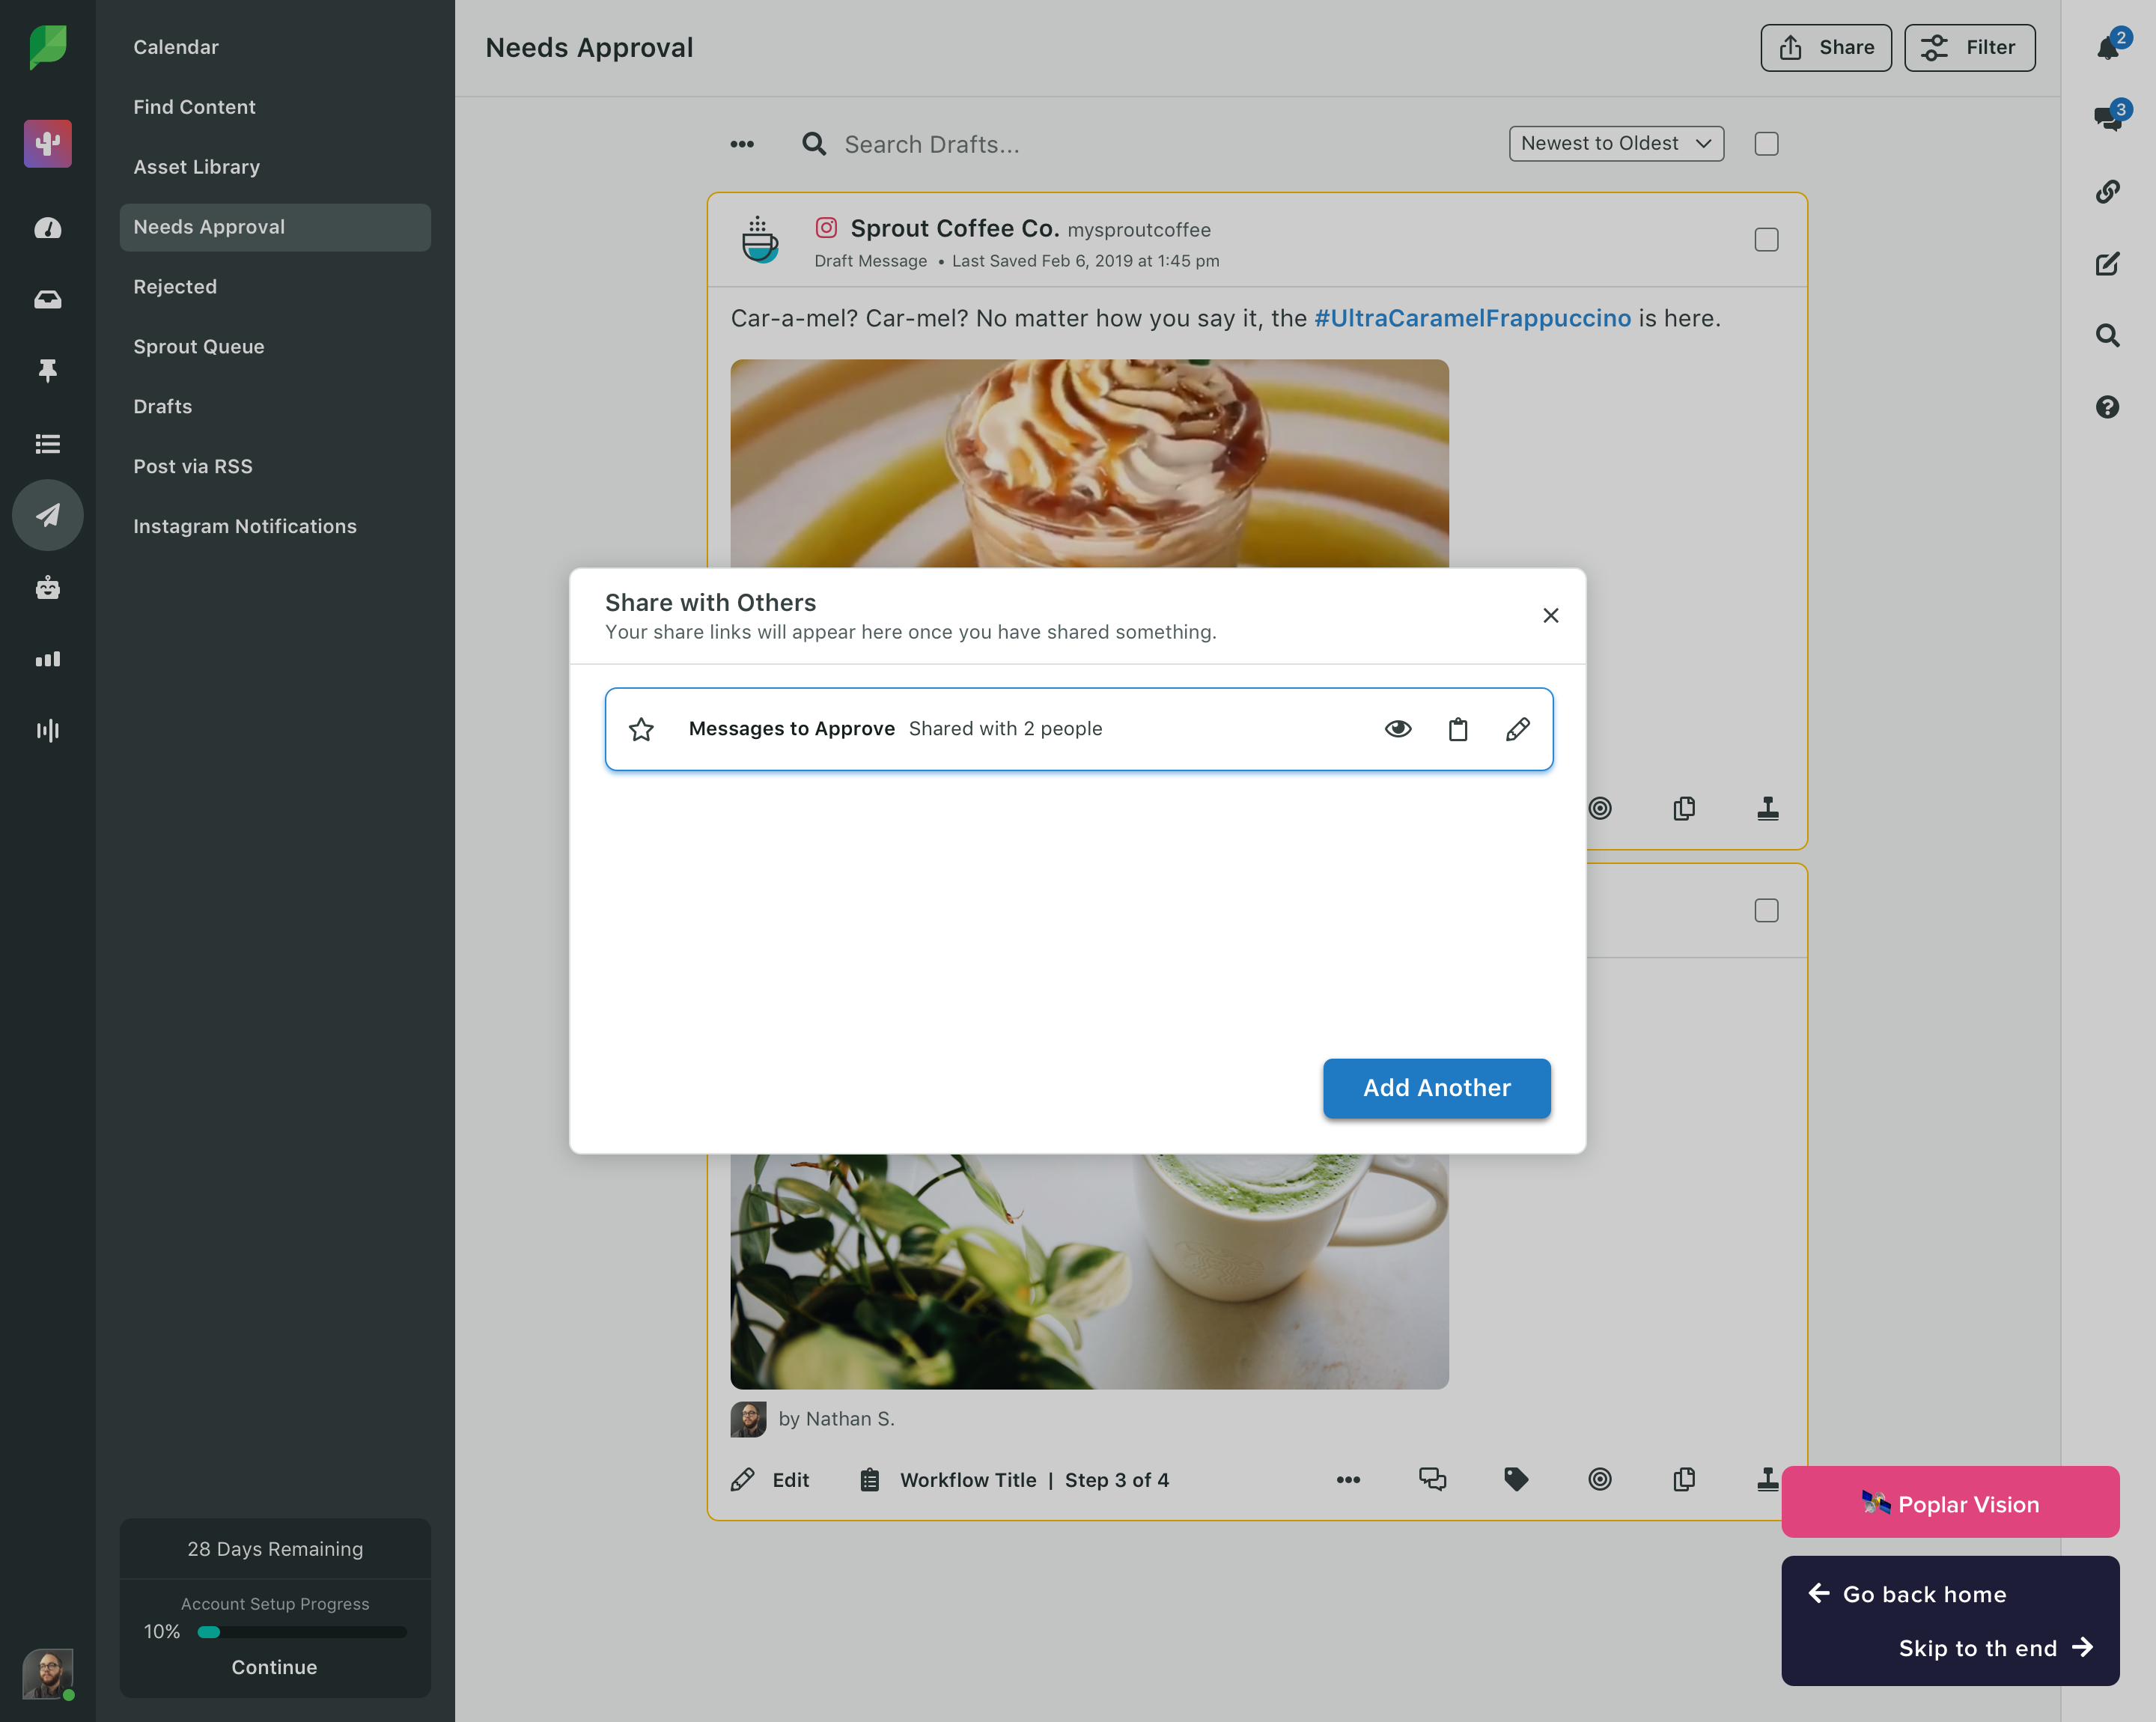 Calendar
Find Content
Asset Library
Needs Approval
Rejected
Sprout Queue
Drafts
Post via RSS
Instagram Notifications
28 Days Remaining
Account Setup Progress
10%
Continue
Needs Approval
Share
Filter
2
3
Search Drafts...
Newest to Oldest
Sprout Coffee Co. mysproutcoffee
Draft Message • Last Saved Feb 6, 2019 at 1:45 pm
Car-a-mel? Car-mel? No matter how you say it, the #UltraCaramelFrappuccino is here.
Share with Others
Your share links will appear here once you have shared something.
Messages to Approve Shared with 2 people
Add Another
by Nathan S.
Edit
Workflow Title | Step 3 of 4
Poplar Vision
Go back home
Skip to th end